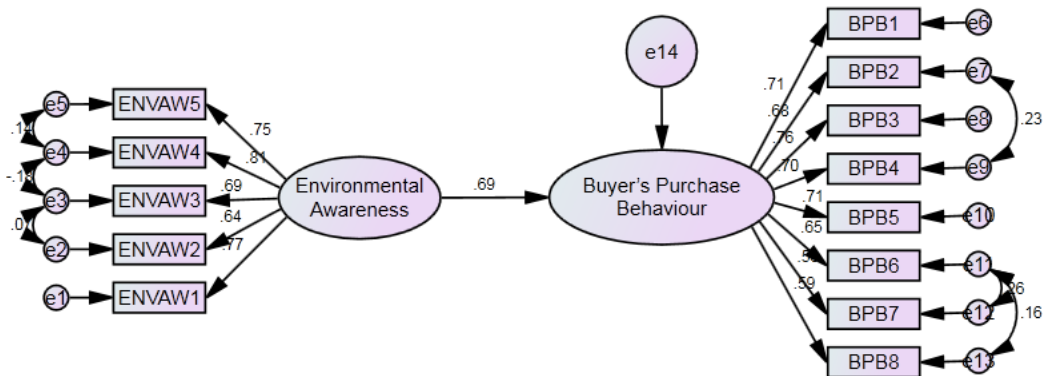 e5
ENVAW5
.14
e4
ENVAW4
e3
ENVAW3
e2
ENVAW2
e1
ENVAW1
.75
.81
.69
.64
.77
Environmental
Awareness
.69
e14
Buyer's Purchase
Behaviour
.71
.68
.76
.70
.71
.65
.59
BPB1
e6
BPB2
e7
BPB3
e8
.23
BPB4
e9
BPB5
e10
BPB6
e11
BPB7
e12
.16
BPB8
e13